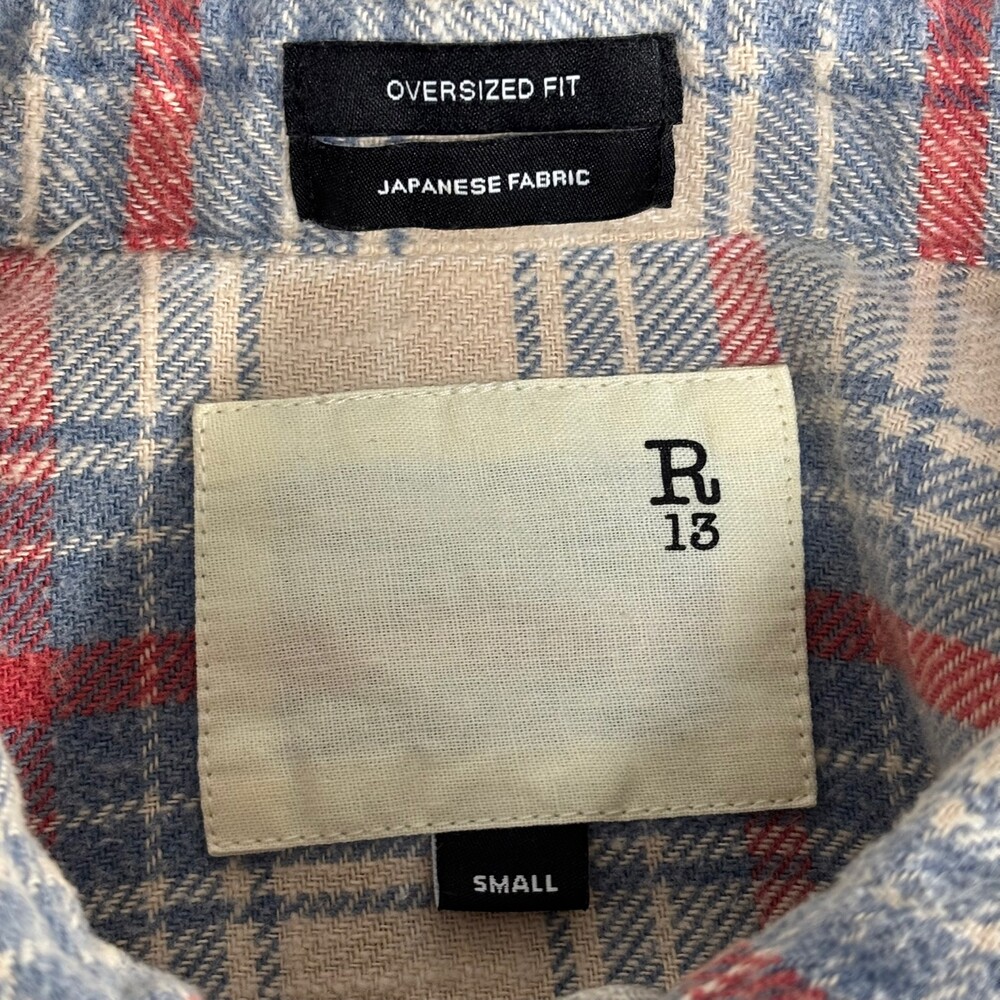 OVERSIZED FIT
JAPANESE FABRIC
R
13
SMALL